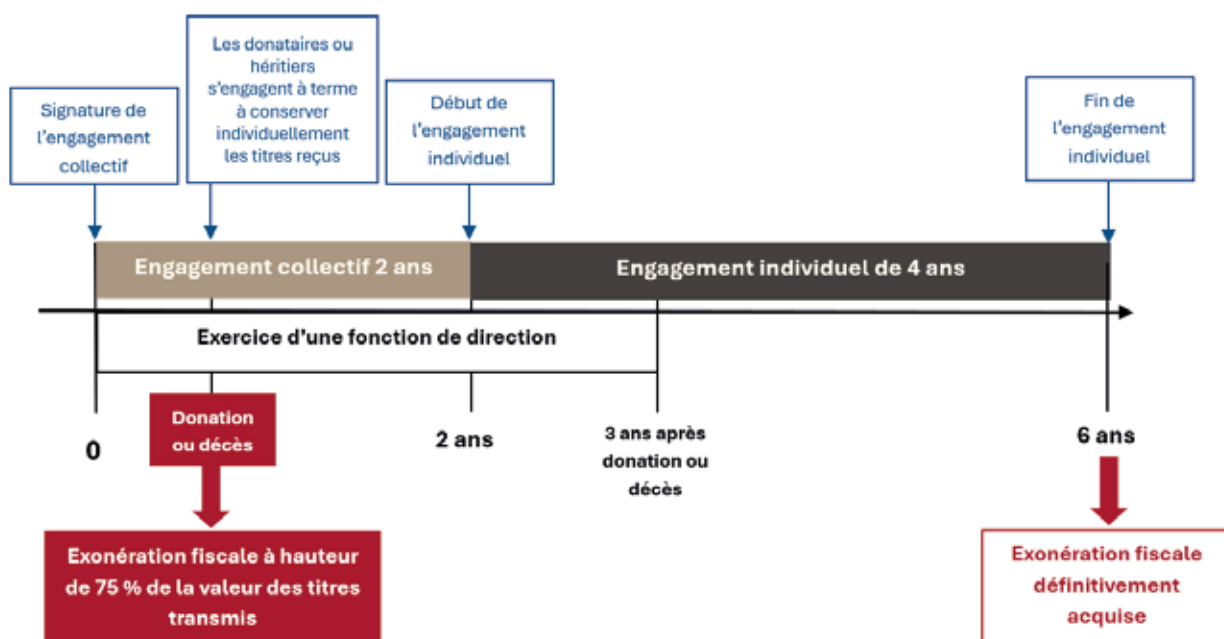 Signature de
l'engagement
collectif
Les donataires ou
héritiers
s'engagent à terme
à conserver
individuellement
les titres reçus
Début de
l'engagement
individuel
Fin de
l'engagement
individuel
Engagement collectif 2 ans
Engagement individuel de 4 ans
Exercice d'une fonction de direction
0
Donation
ou décès
2 ans
3 ans après
donation ou
décès
6 ans
Exonération fiscale à hauteur
de 75 % de la valeur des titres
transmis
Exonération fiscale
définitivement
acquise